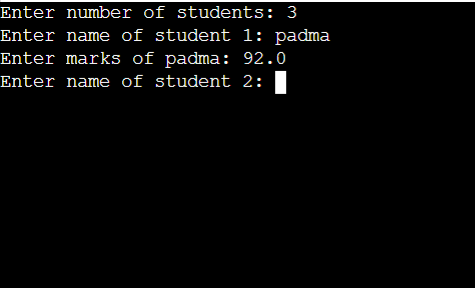 Enter number of students: 3
Enter name of student 1: padma
Enter marks of padma: 92.0
Enter name of student 2: